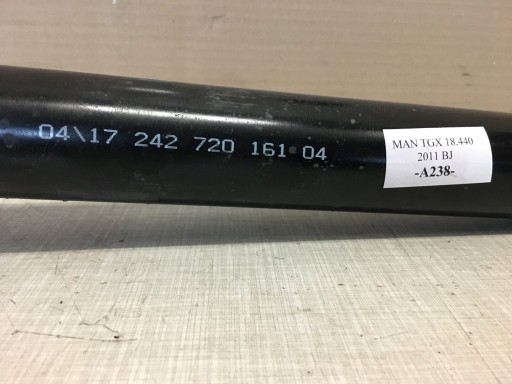 04\17 242 720 161 04
MAN TGX 18.440
2011 BJ
-A238-